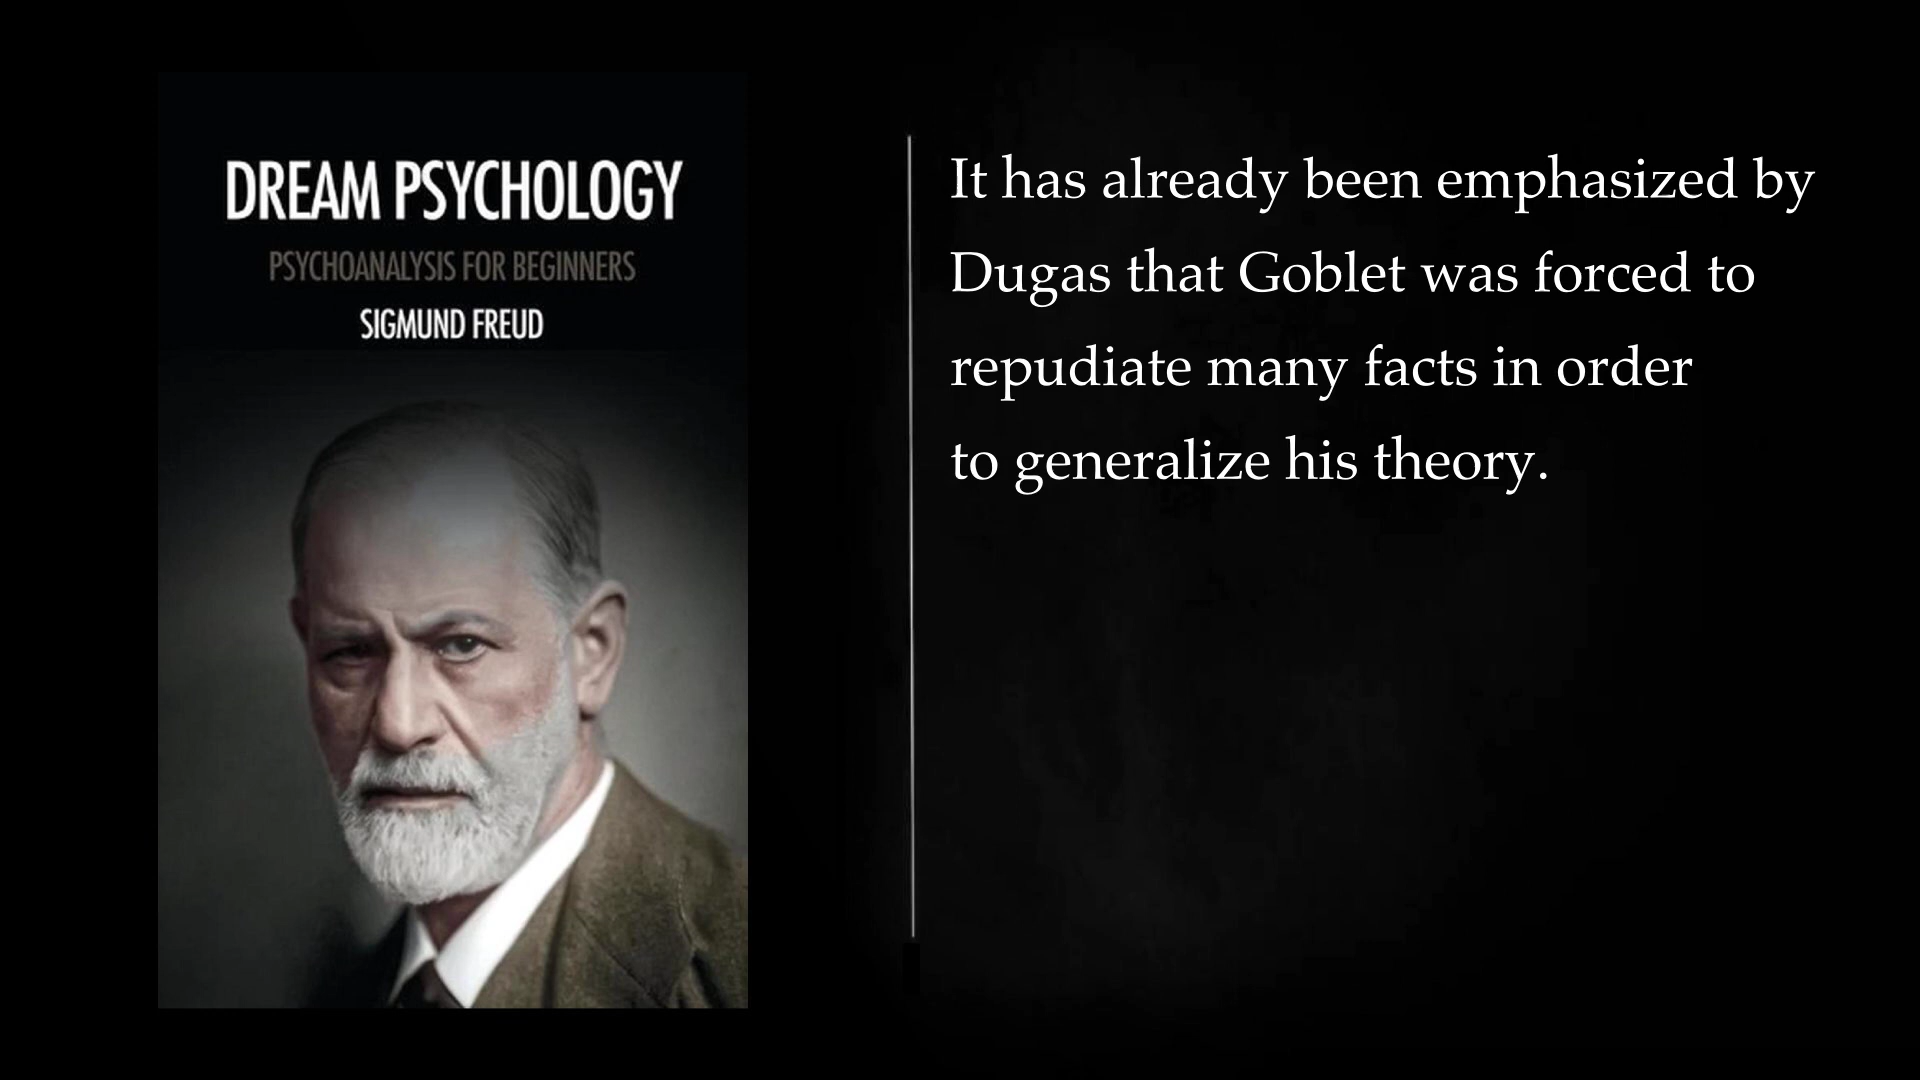 DREAM PSYCHOLOGY
PSYCHOANALYSIS FOR BEGINNERS
SIGMUND FREUD
It has already been emphasized by
Dugas that Goblet was forced to
repudiate many facts in order
to generalize his theory.